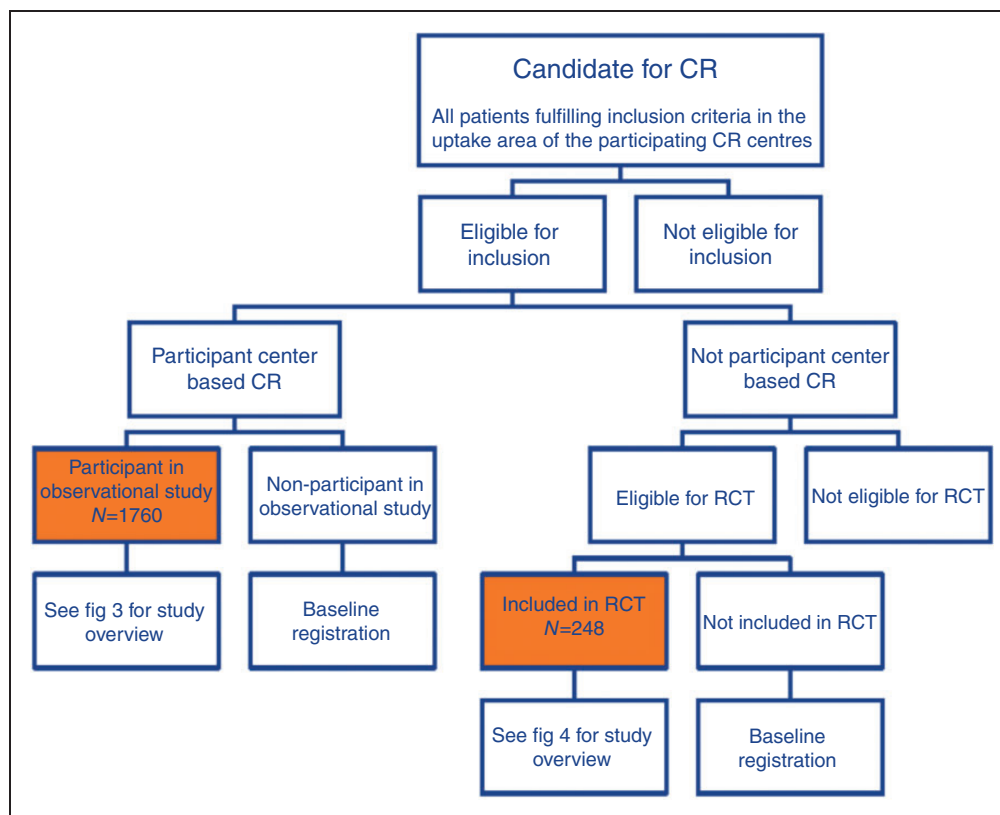 Candidate for CR
All patients fulfilling inclusion criteria in the
uptake area of the participating CR centres
Eligible for
inclusion
Not eligible for
inclusion
Participant center
based CR
Not participant center
based CR
Participant in
observational study
N=1760
Non-participant in
observational study
Eligible for RCT
Not eligible for RCT
See fig 3 for study
overview
Baseline
registration
Included in RCT
N=248
Not included in RCT
See fig 4 for study
overview
Baseline
registration